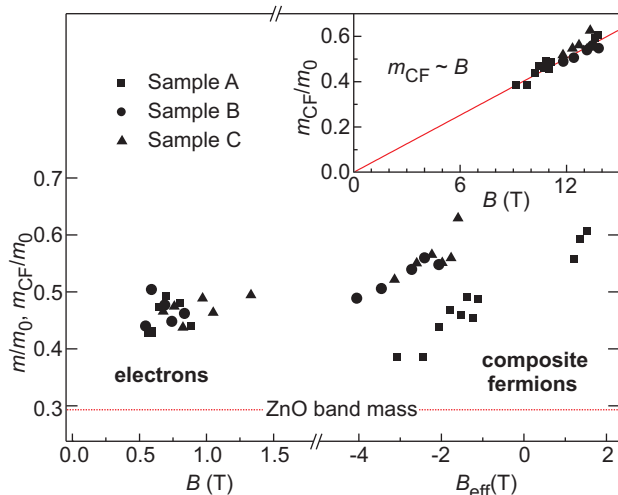 Sample A
Sample B
Sample C
m_CF/m_0
0.6
0.4
0.2
0.0
m_CF ~ B
0
6
12
B (T)
m/m_0, m_CF/m_0
0.7
0.6
0.5
0.4
0.3
electrons
composite
fermions
ZnO band mass
0.0
0.5
1.0
1.5
-4
-2
0
2
B (T)
B_eff(T)